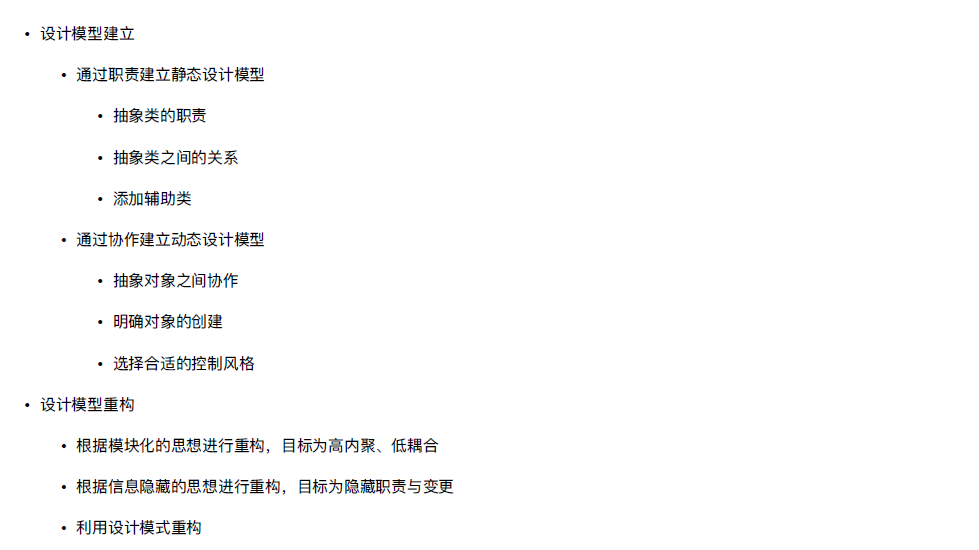 • 设计模型建立
• 通过职责建立静态设计模型
• 抽象类的职责
• 抽象类之间的关系
• 添加辅助类
• 通过协作建立动态设计模型
• 抽象对象之间协作
• 明确对象的创建
• 选择合适的控制风格
• 设计模型重构
• 根据模块化的思想进行重构，目标为高内聚、低耦合
• 根据信息隐藏的思想进行重构，目标为隐藏职责与变更
• 利用设计模式重构